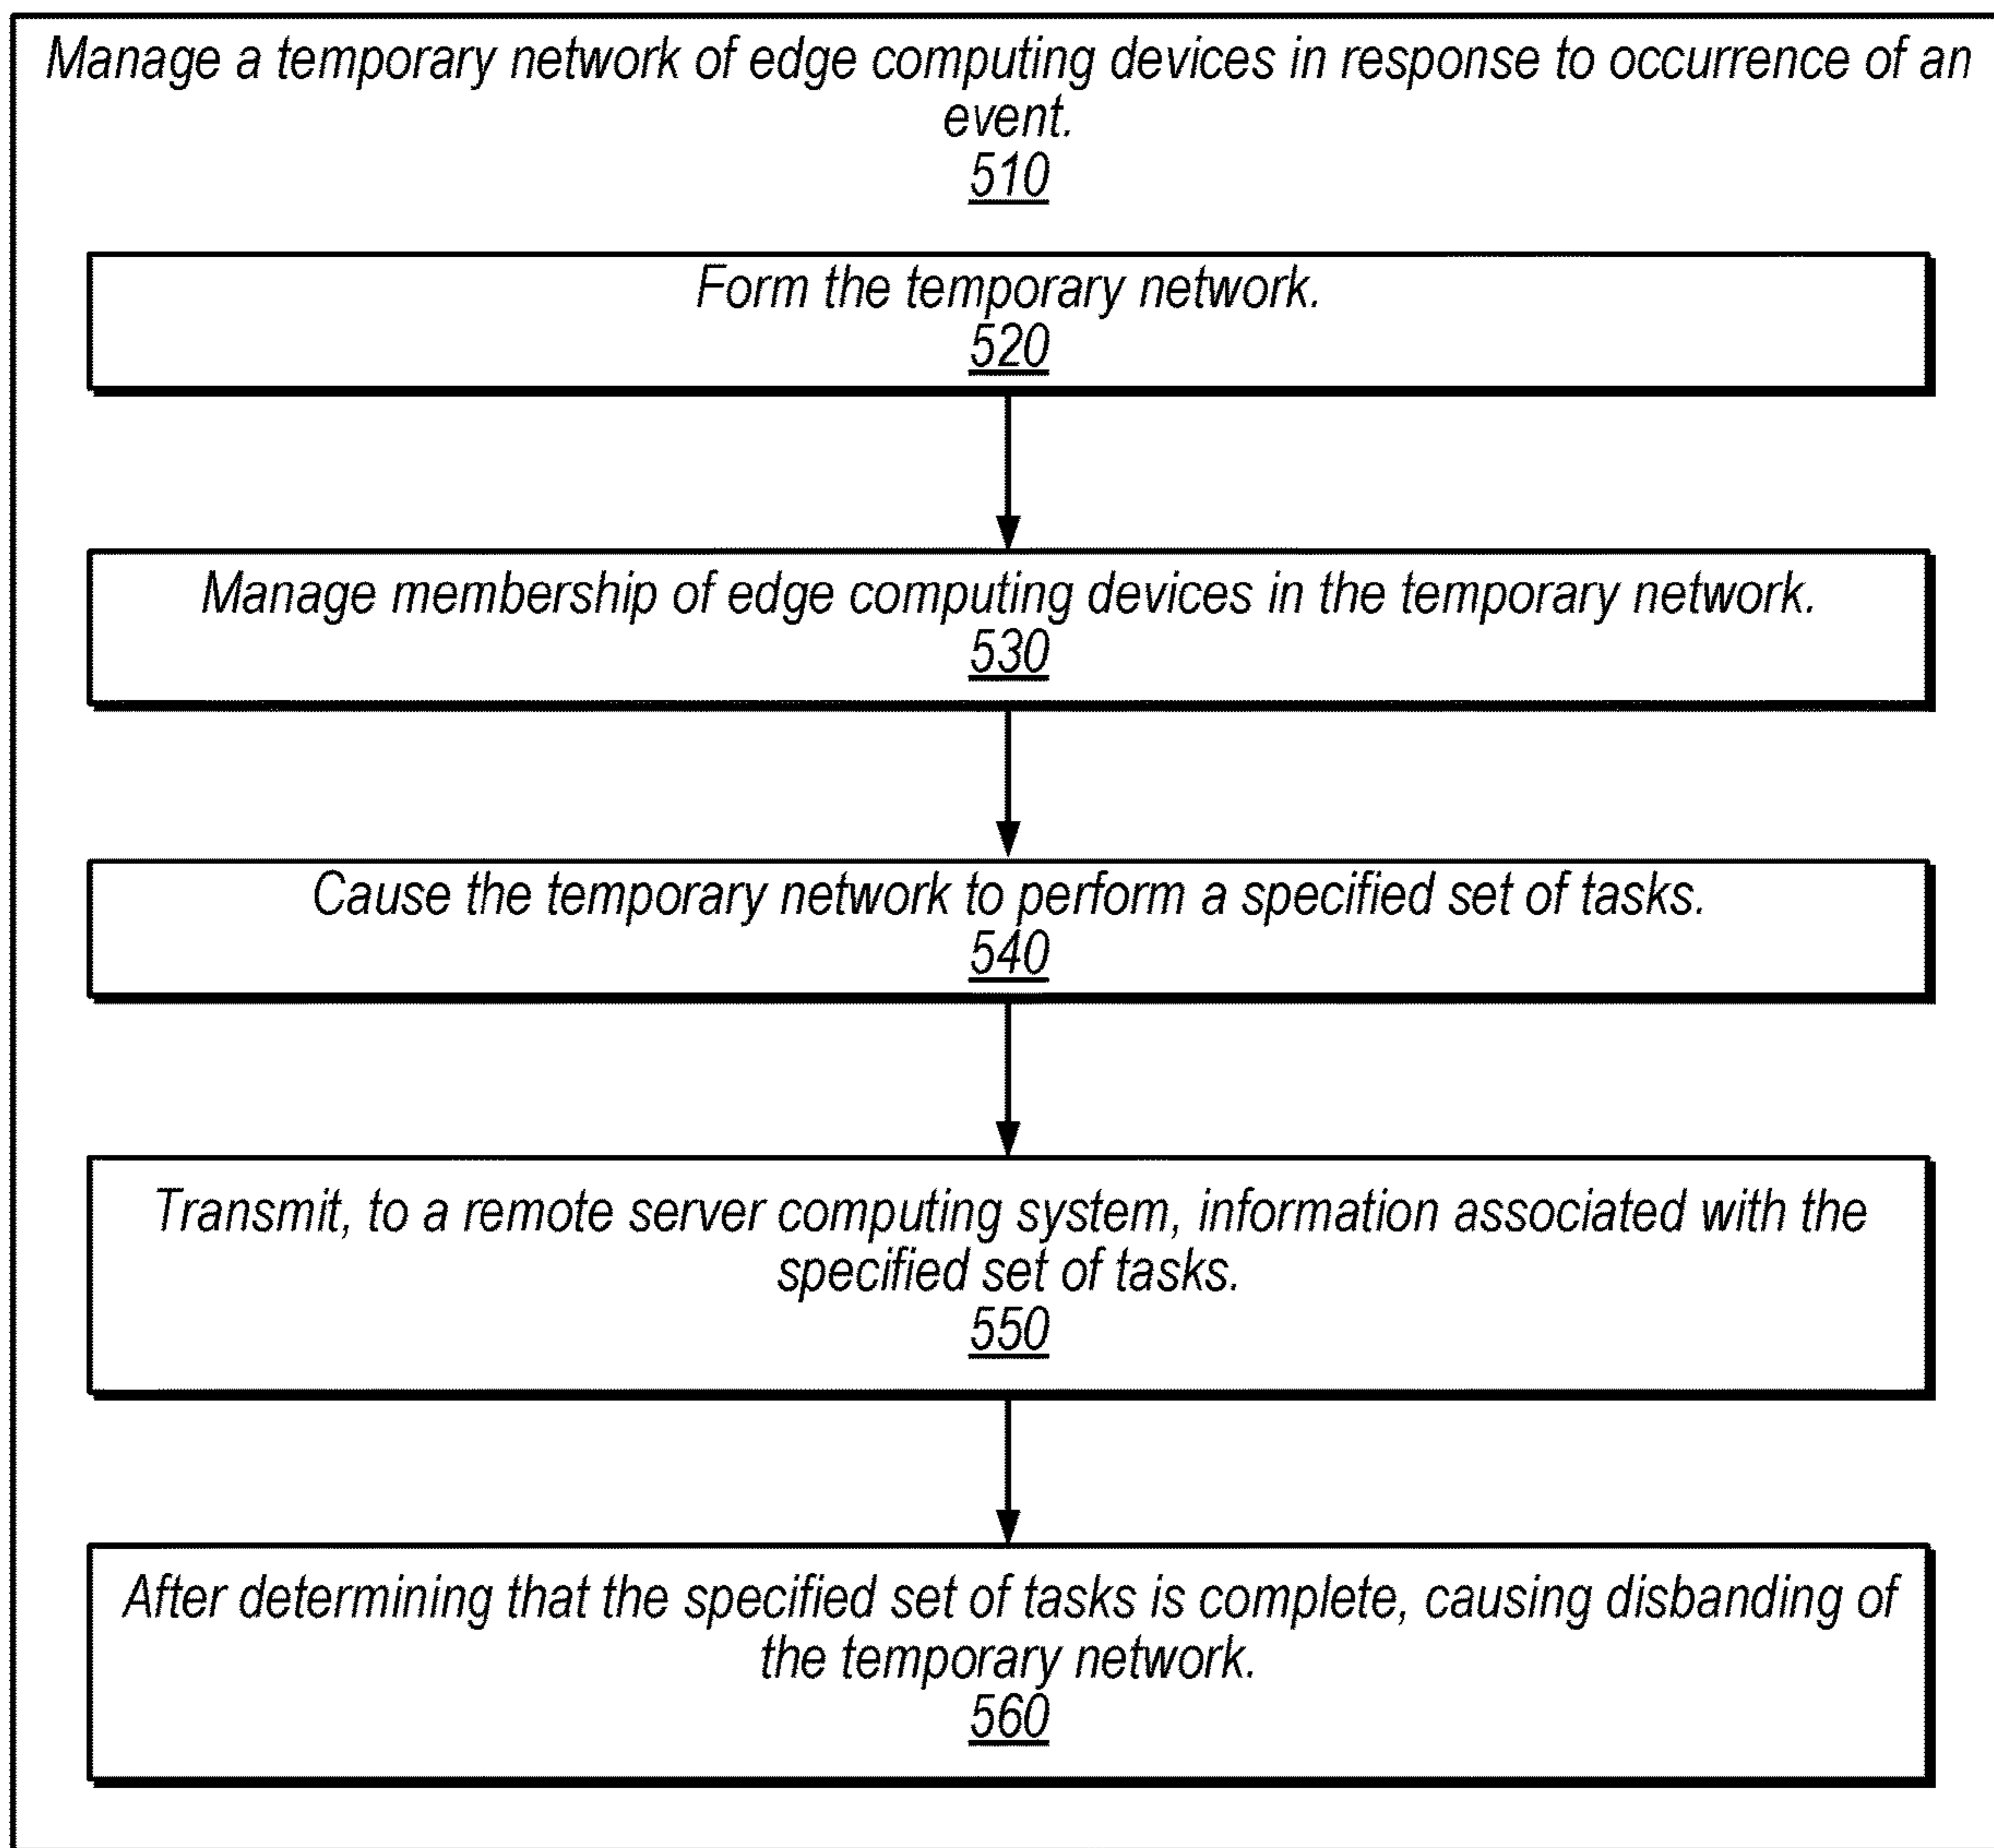 Manage a temporary network of edge computing devices in response to occurrence of an
event.
510
Form the temporary network.
520
Manage membership of edge computing devices in the temporary network.
530
Cause the temporary network to perform a specified set of tasks.
540
Transmit, to a remote server computing system, information associated with the
specified set of tasks.
550
After determining that the specified set of tasks is complete, causing disbanding of
the temporary network.
560